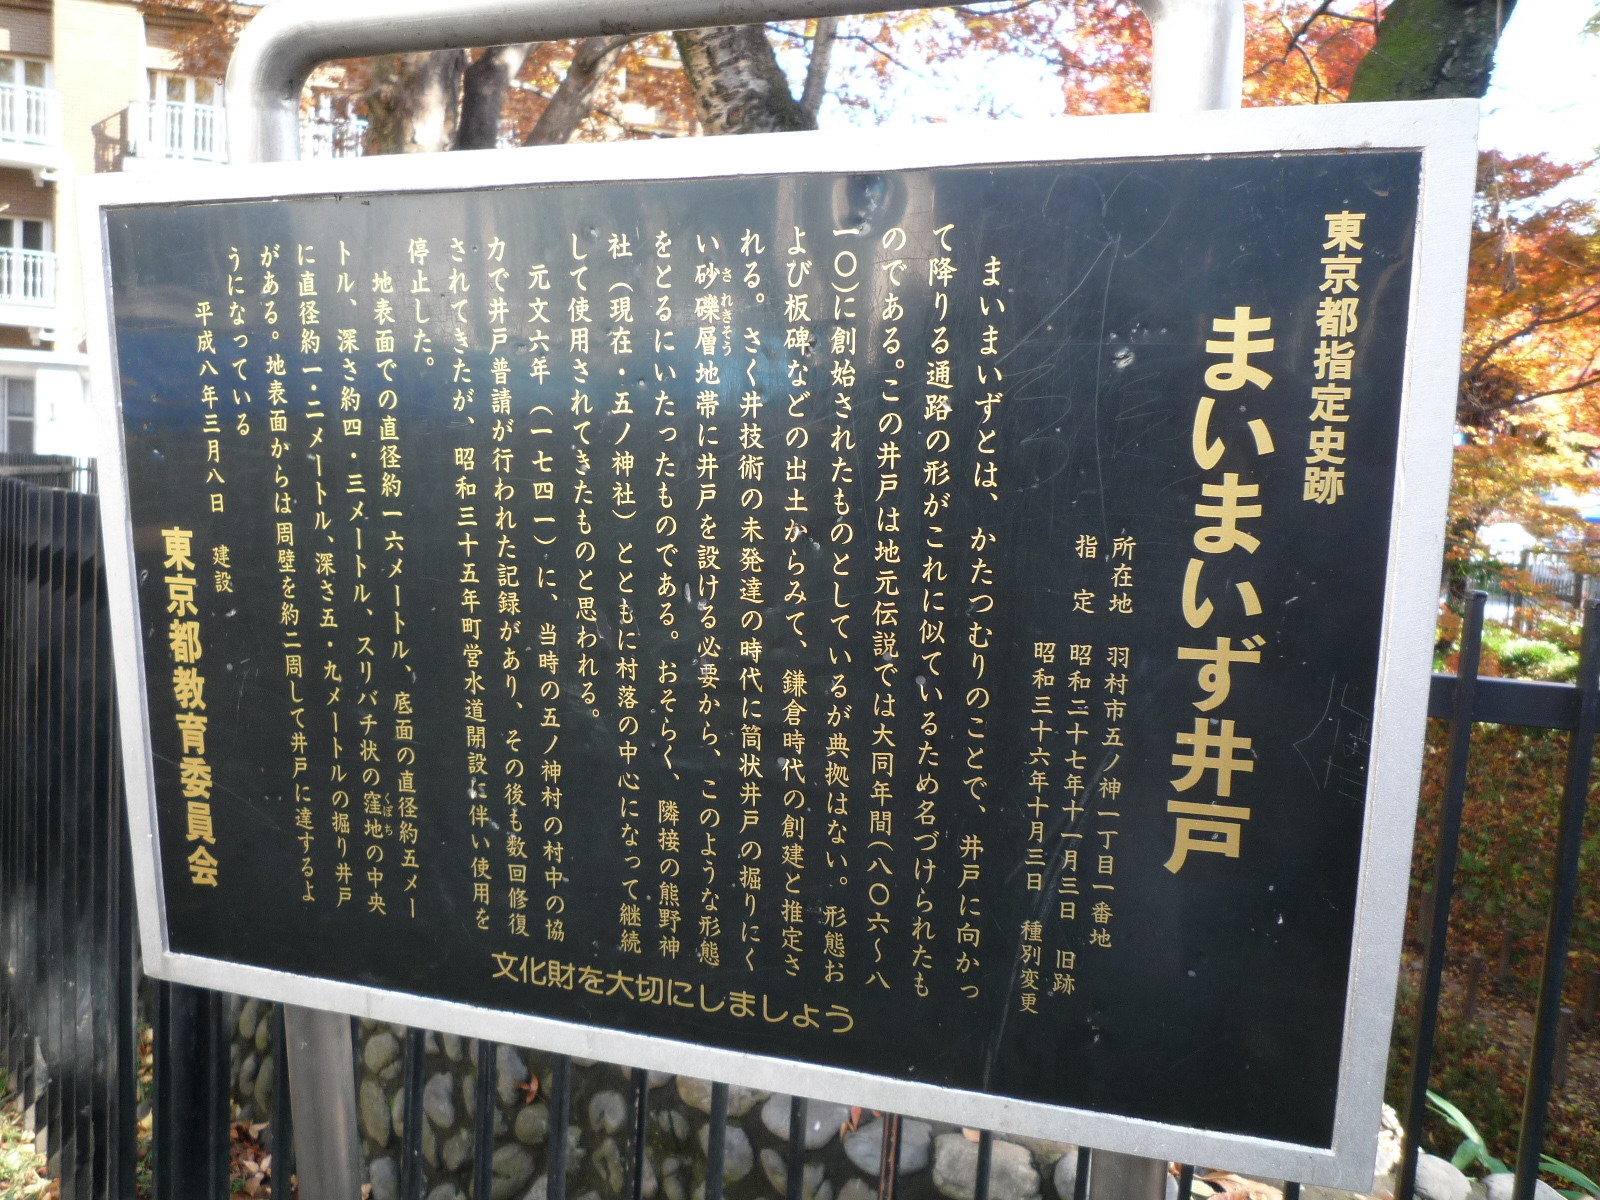 東京都指定史跡
まいまいず井戸
所在地　羽村市五ノ神一丁目一番地
指　定　昭和二十七年十一月三日　旧跡
昭和三十六年十月三日　種別変更
まいまいずとは、かたつむりのことで、井戸に向かっ
て降りる通路の形がこれに似ているため名づけられたも
のである。この井戸は地元伝説では大同年間(八〇六〜八
一〇)に創始されたものとしているが典拠はない。形態お
よび板碑などの出土からみて、鎌倉時代の創建と推定さ
れる。さく井技術の未発達の時代に筒状井戸の掘りにく
い砂礫層地帯に井戸を設ける必要から、このような形態
されきそう
をとるにいたったものである。おそらく、隣接の熊野神
社(現在・五ノ神社)とともに村落の中心になって継続
して使用されてきたものと思われる。
元文六年(一七四一)に、当時の五ノ神村の村中の協
力で井戸普請が行われた記録があり、その後も数回修復
されてきたが、昭和三十五年町営水道開設に伴い使用を
停止した。
地表面での直径約一六メートル、底面の直径約五メー
トル、深さ約四・三メートル、スリバチ状の窪地の中央
くぼち
に直径約一・二メートル、深さ五・九メートルの掘り井戸
がある。地表面からは周壁を約二周して井戸に達するよ
うになっている
平成八年三月八日　建設
東京都教育委員会
文化財を大切にしましょう